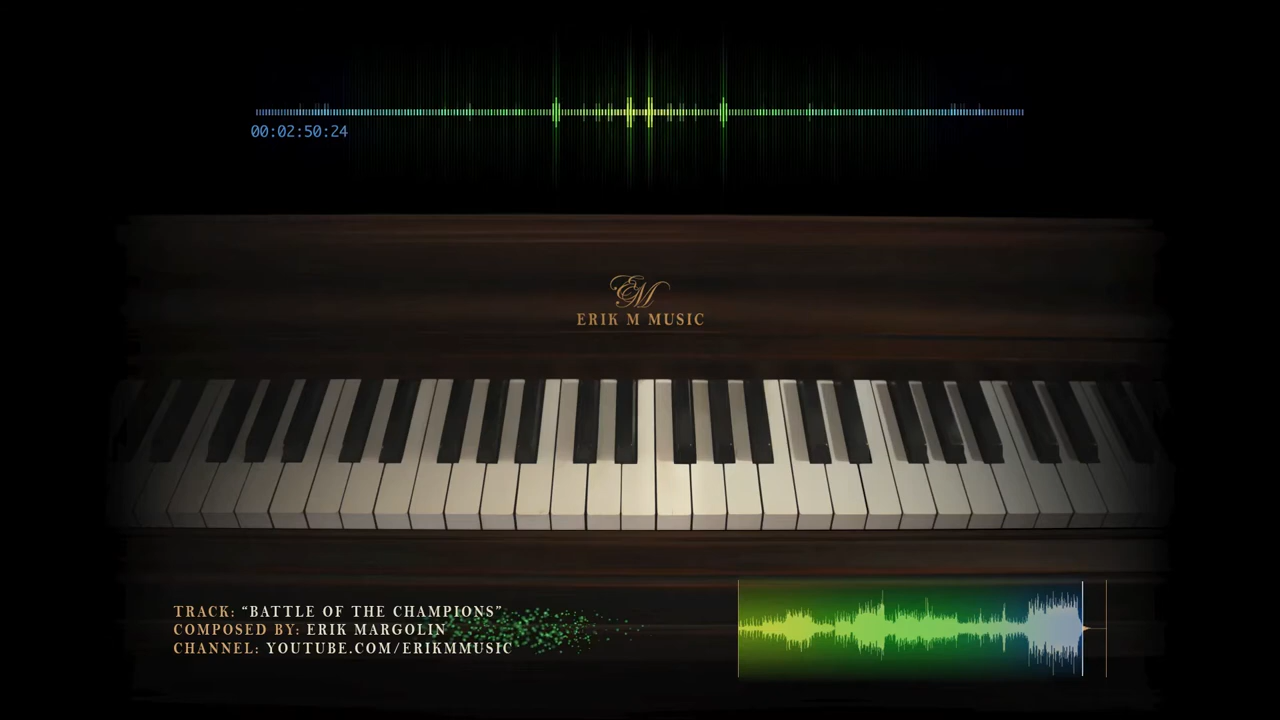 00:02:50:24
EM
ERIK M MUSIC
TRACK: “BATTLE OF THE CHAMPIONS”
COMPOSED BY: ERIK MARGOLIN
CHANNEL: YOUTUBE.COM/ERIKMMUSIC